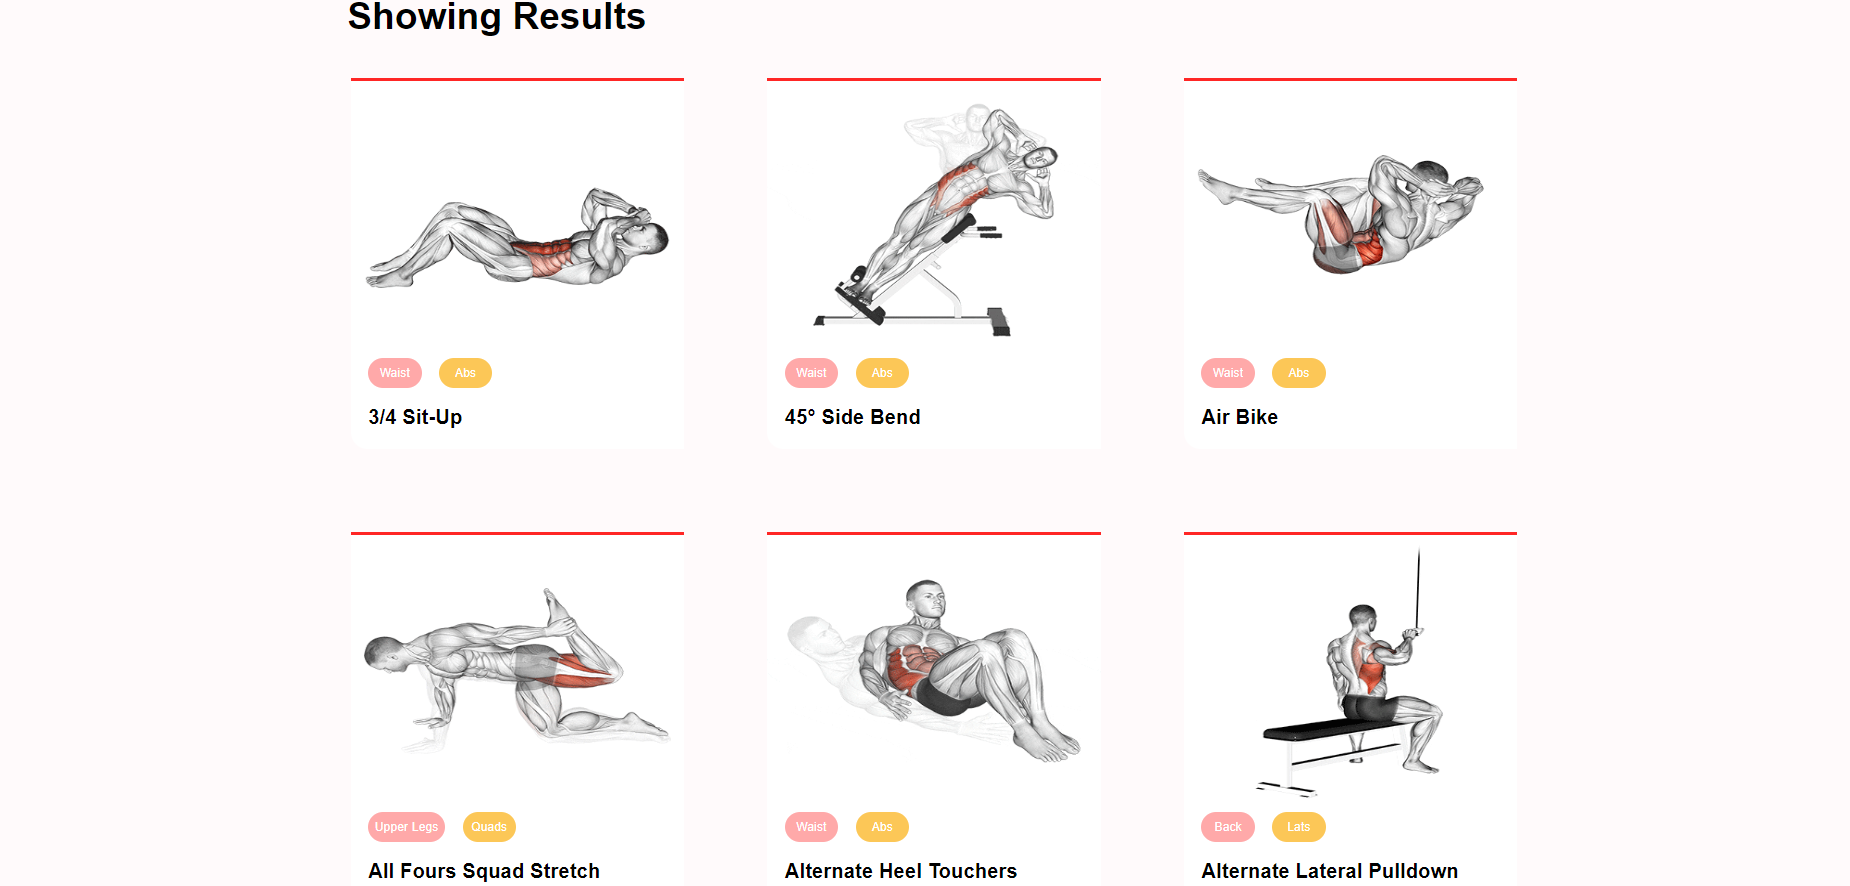 Showing Results
Waist Abs
3/4 Sit-Up
Waist Abs
45° Side Bend
Waist Abs
Air Bike
Upper Legs Quads
All Fours Squad Stretch
Waist Abs
Alternate Heel Touchers
Back Lats
Alternate Lateral Pulldown